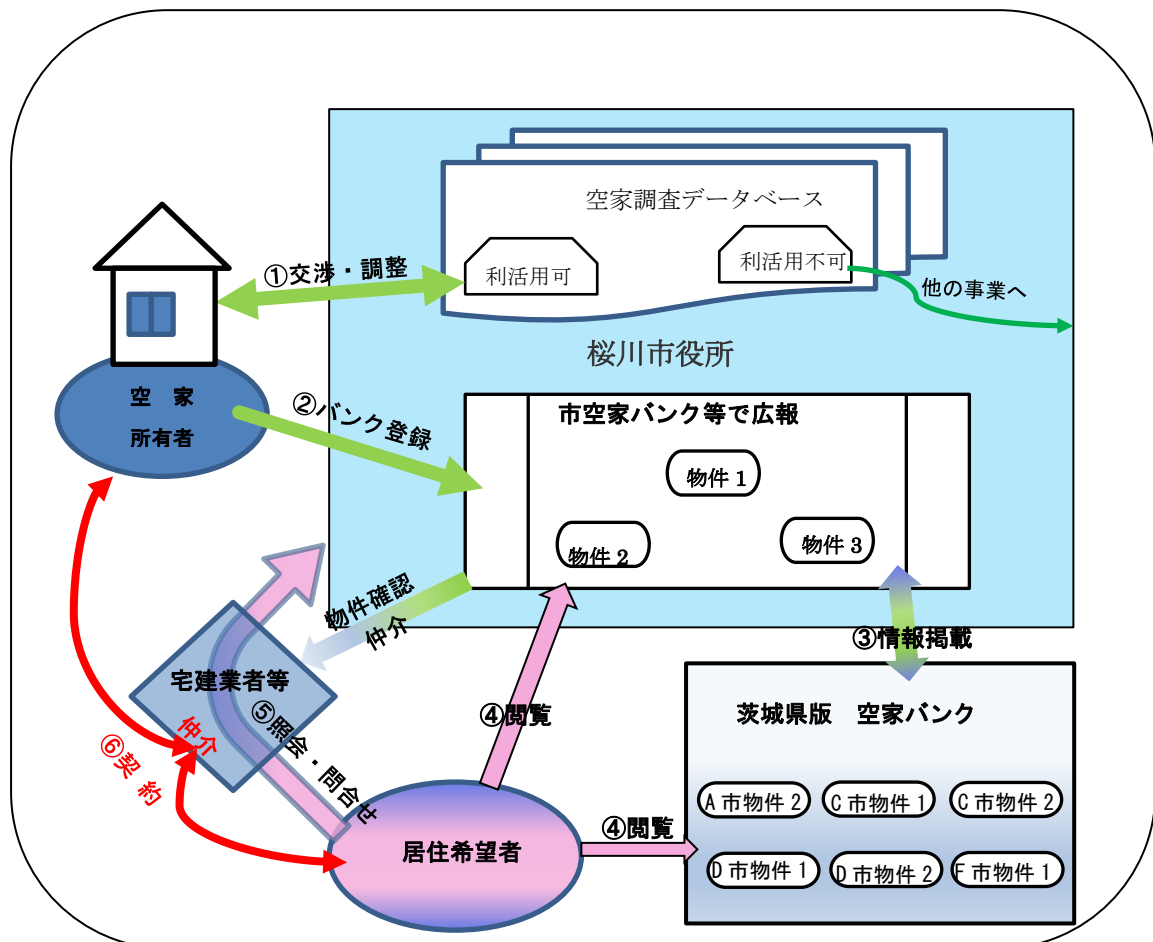 空家調査データベース
利活用可
利活用不可
①交渉・調整
他の事業へ
桜川市役所
空　家
所有者
②バンク登録
市空家バンク等で広報
物件 1
物件 2
物件 3
物件確認
仲介
③情報掲載
宅建業者等
仲介
⑤照会・問合せ
④閲覧
⑥契 約
茨城県版　空家バンク
A 市物件 2
C 市物件 1
C 市物件 2
D 市物件 1
D 市物件 2
F 市物件 1
居住希望者
④閲覧